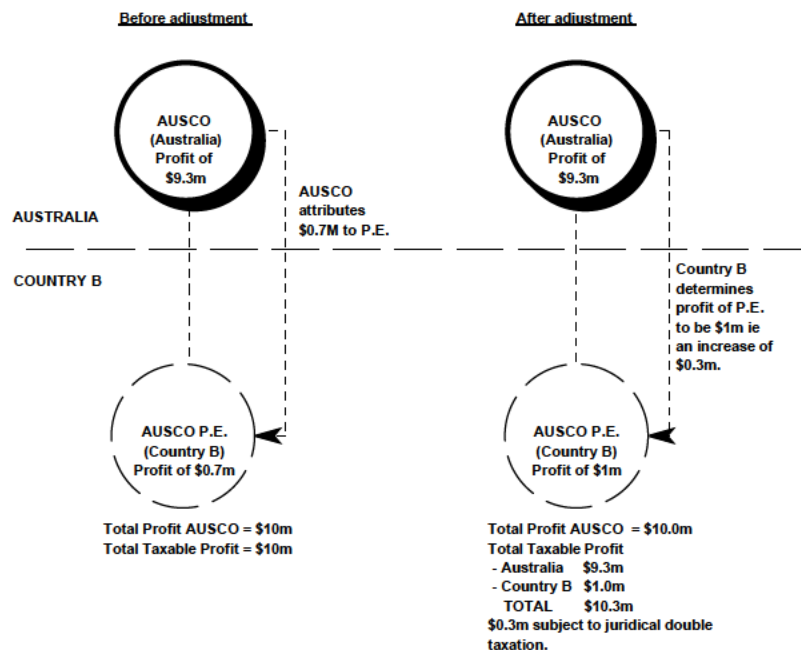 Before adjustment
AUSCO
(Australia)
Profit of
$9.3m
AUSCO
attributes
$0.7M to P.E.
AUSTRALIA
COUNTRY B
AUSCO P.E.
(Country B)
Profit of $0.7m
Total Profit AUSCO = $10m
Total Taxable Profit = $10m
After adjustment
AUSCO
(Australia)
Profit of
$9.3m
Country B
determines
profit of P.E.
to be $1m ie
an increase of
$0.3m.
AUSCO P.E.
(Country B)
Profit of $1m
Total Profit AUSCO = $10.0m
Total Taxable Profit
- Australia $9.3m
- Country B $1.0m
TOTAL $10.3m
$0.3m subject to juridical double
taxation.